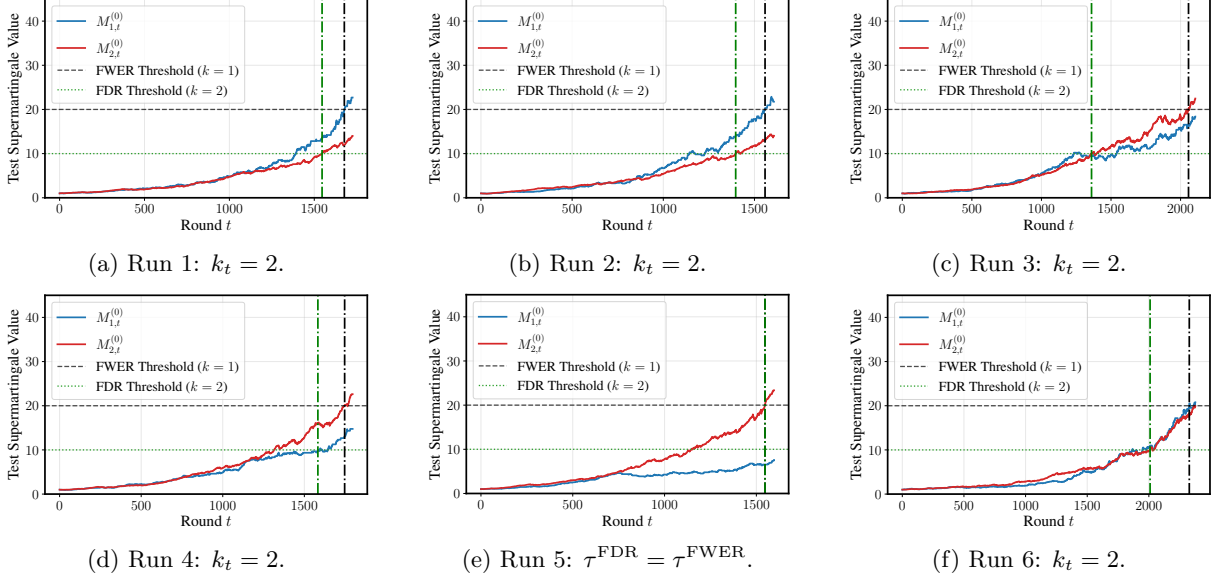 40
30
20
10
0
Test Supermartingale Value
M_{1,t}^{(0)}
M_{2,t}^{(0)}
FWER Threshold (k = 1)
FDR Threshold (k = 2)
0 500 1000 1500
Round t
(a) Run 1: k_t = 2.
40
30
20
10
0
Test Supermartingale Value
M_{1,t}^{(0)}
M_{2,t}^{(0)}
FWER Threshold (k = 1)
FDR Threshold (k = 2)
0 500 1000 1500
Round t
(b) Run 2: k_t = 2.
40
30
20
10
0
Test Supermartingale Value
M_{1,t}^{(0)}
M_{2,t}^{(0)}
FWER Threshold (k = 1)
FDR Threshold (k = 2)
0 500 1000 1500 2000
Round t
(c) Run 3: k_t = 2.
40
30
20
10
0
Test Supermartingale Value
M_{1,t}^{(0)}
M_{2,t}^{(0)}
FWER Threshold (k = 1)
FDR Threshold (k = 2)
0 500 1000 1500
Round t
(d) Run 4: k_t = 2.
40
30
20
10
0
Test Supermartingale Value
M_{1,t}^{(0)}
M_{2,t}^{(0)}
FWER Threshold (k = 1)
FDR Threshold (k = 2)
0 500 1000 1500
Round t
(e) Run 5: τ^{FDR} = τ^{FWER}.
40
30
20
10
0
Test Supermartingale Value
M_{1,t}^{(0)}
M_{2,t}^{(0)}
FWER Threshold (k = 1)
FDR Threshold (k = 2)
0 500 1000 1500 2000
Round t
(f) Run 6: k_t = 2.